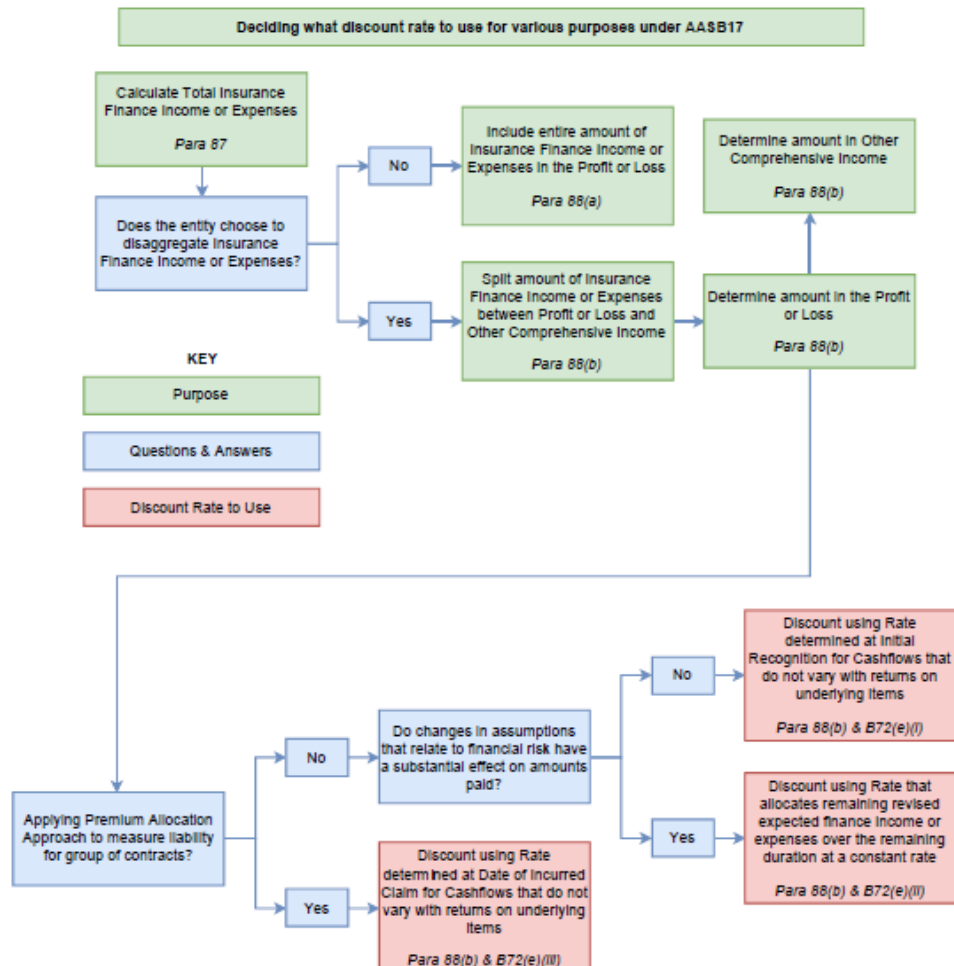 Deciding what discount rate to use for various purposes under AASB17
Calculate Total Insurance
Finance Income or Expenses
Para 87
Does the entity choose to
disaggregate Insurance
Finance Income or Expenses?
No
Include entire amount of
Insurance Finance Income or
Expenses in the Profit or Loss
Para 88(a)
Yes
Split amount of Insurance
Finance Income or Expenses
between Profit or Loss and
Other Comprehensive Income
Para 88(b)
Determine amount in Other
Comprehensive Income
Para 88(b)
Determine amount in the Profit
or Loss
Para 88(b)
KEY
Purpose
Questions & Answers
Discount Rate to Use
Applying Premium Allocation
Approach to measure liability
for group of contracts?
No
Do changes in assumptions
that relate to financial risk have
a substantial effect on amounts
paid?
No
Discount using Rate
determined at Initial
Recognition for Cashflows that
do not vary with returns on
underlying Items
Para 88(b) & B72(e)(i)
Yes
Discount using Rate that
allocates remaining revised
expected finance income or
expenses over the remaining
duration at a constant rate
Para 88(b) & B72(e)(ii)
Yes
Discount using Rate
determined at Date of Incurred
Claim for Cashflows that do not
vary with returns on underlying
Items
Para 88(b) & B72(e)(iii)